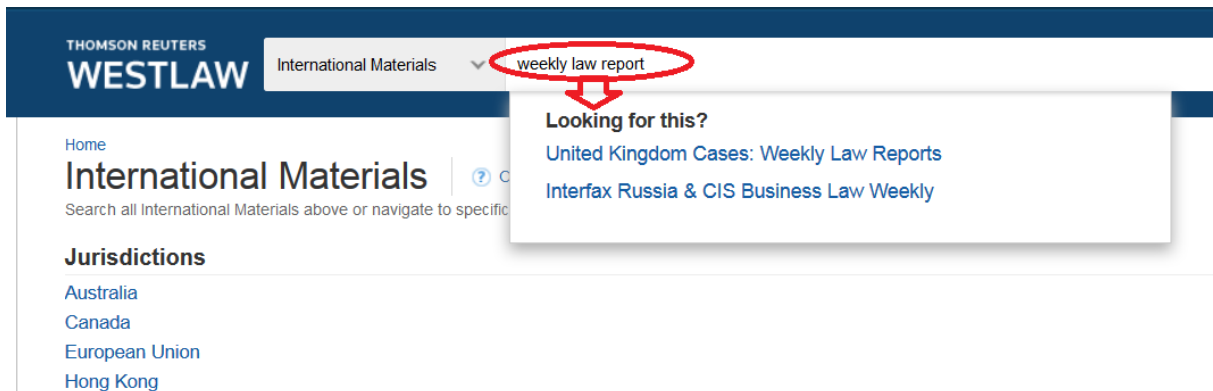 THOMSON REUTERS
WESTLAW
International Materials
weekly law report
Looking for this?
United Kingdom Cases: Weekly Law Reports
Interfax Russia & CIS Business Law Weekly
Home
International Materials
Search all International Materials above or navigate to specific
Jurisdictions
Australia
Canada
European Union
Hong Kong